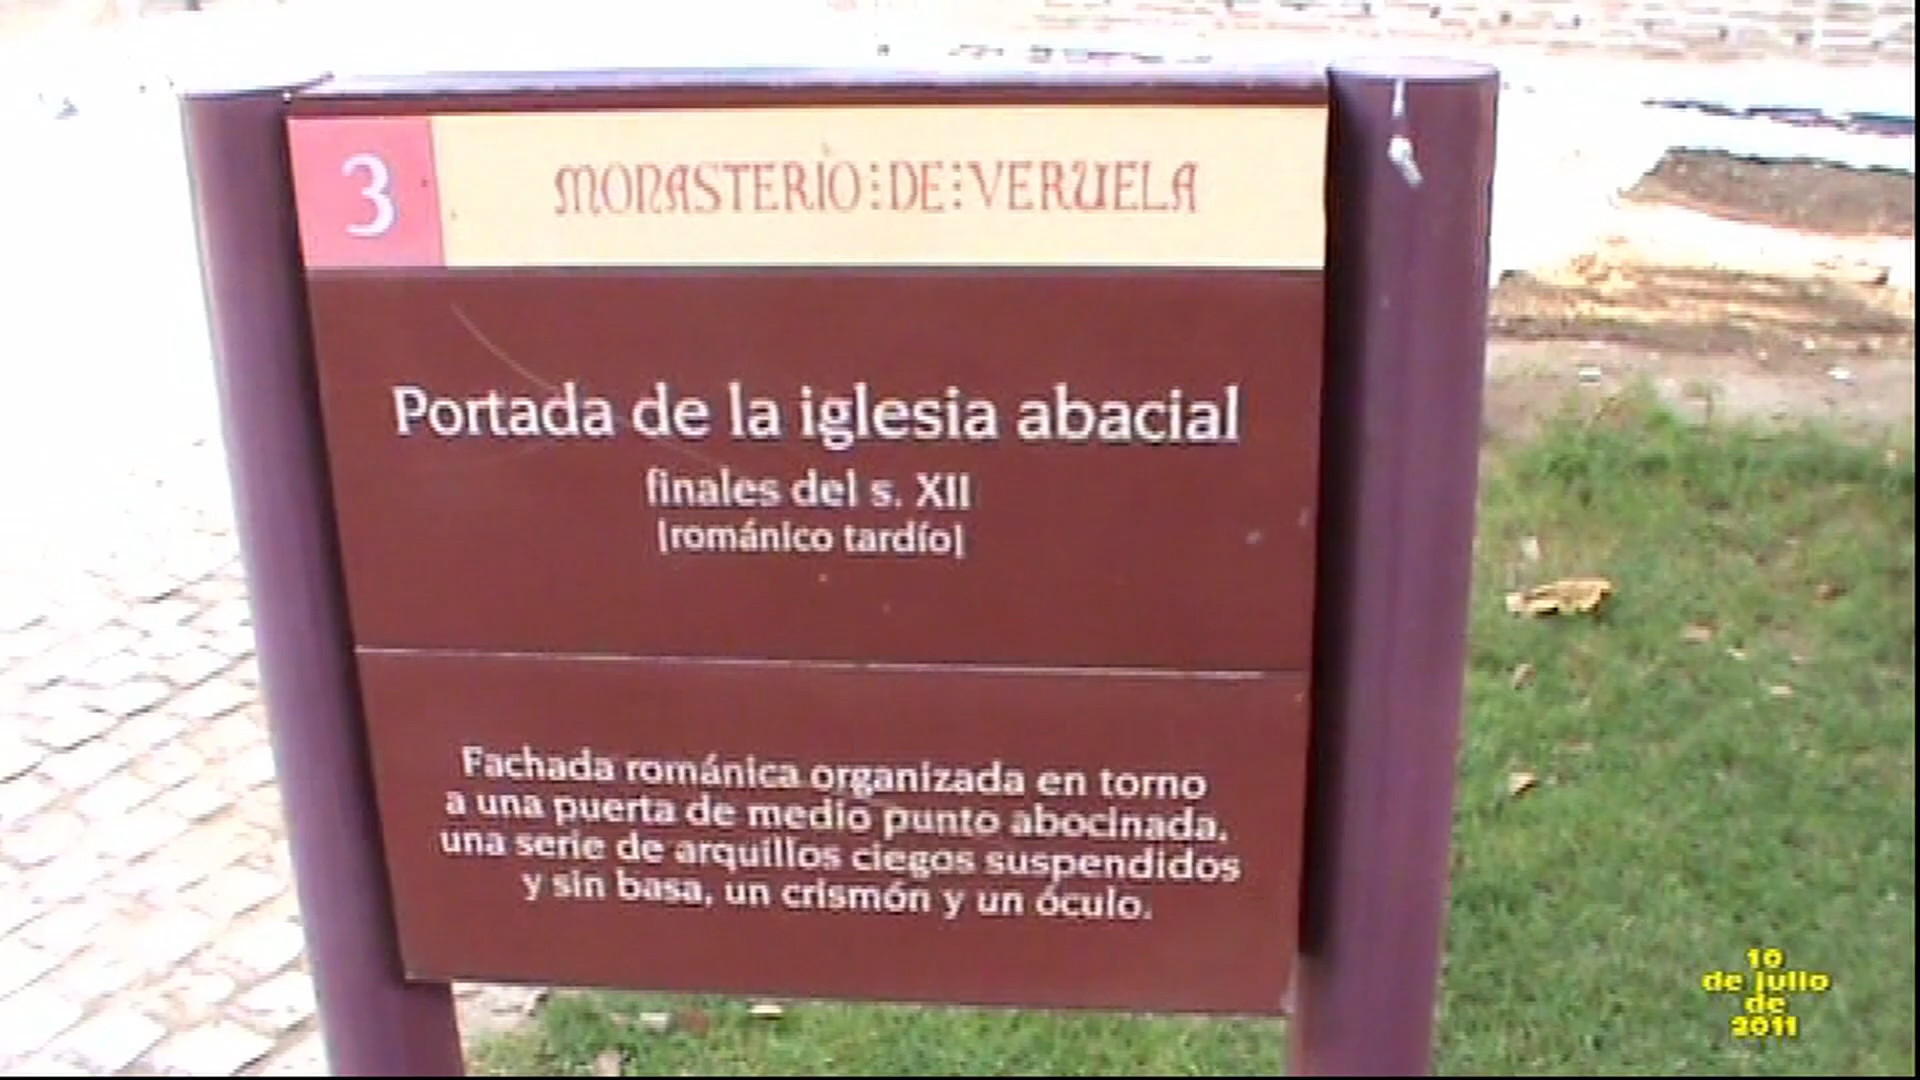 3
MONASTERIO⋮DE⋮VERUELA
Portada de la iglesia abacial
finales del s. XII
[románico tardío]
Fachada románica organizada en torno
a una puerta de medio punto abocinada,
una serie de arquillos ciegos suspendidos
y sin basa, un crismón y un óculo.
10
de Julio
de
2011